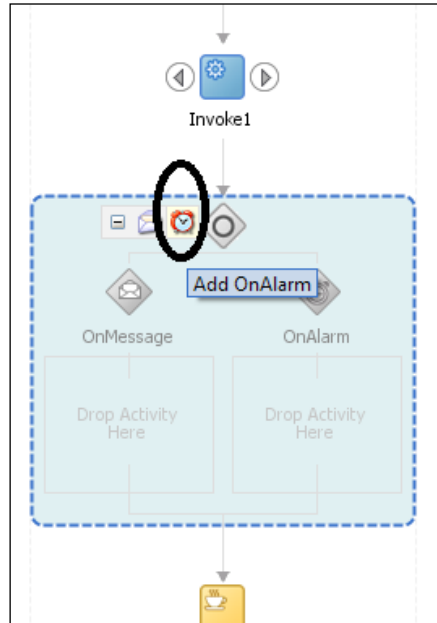 Invoke1
Add OnAlarm
OnMessage
OnAlarm
Drop Activity
Here
Drop Activity
Here